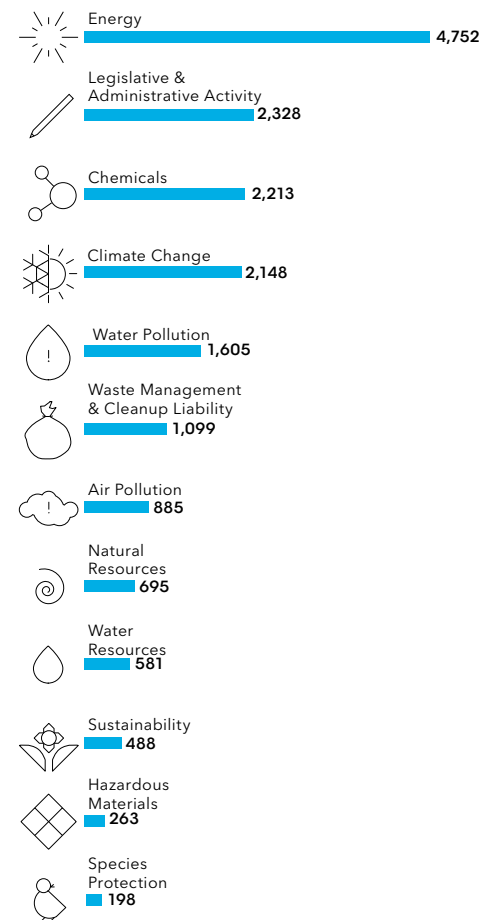 Energy
4,752
Legislative &
Administrative Activity
2,328
Chemicals
2,213
Climate Change
2,148
Water Pollution
!
1,605
Waste Management
& Cleanup Liability
1,099
Air Pollution
!
885
Natural
Resources
695
Water
Resources
581
Sustainability
488
Hazardous
Materials
263
Species
Protection
198